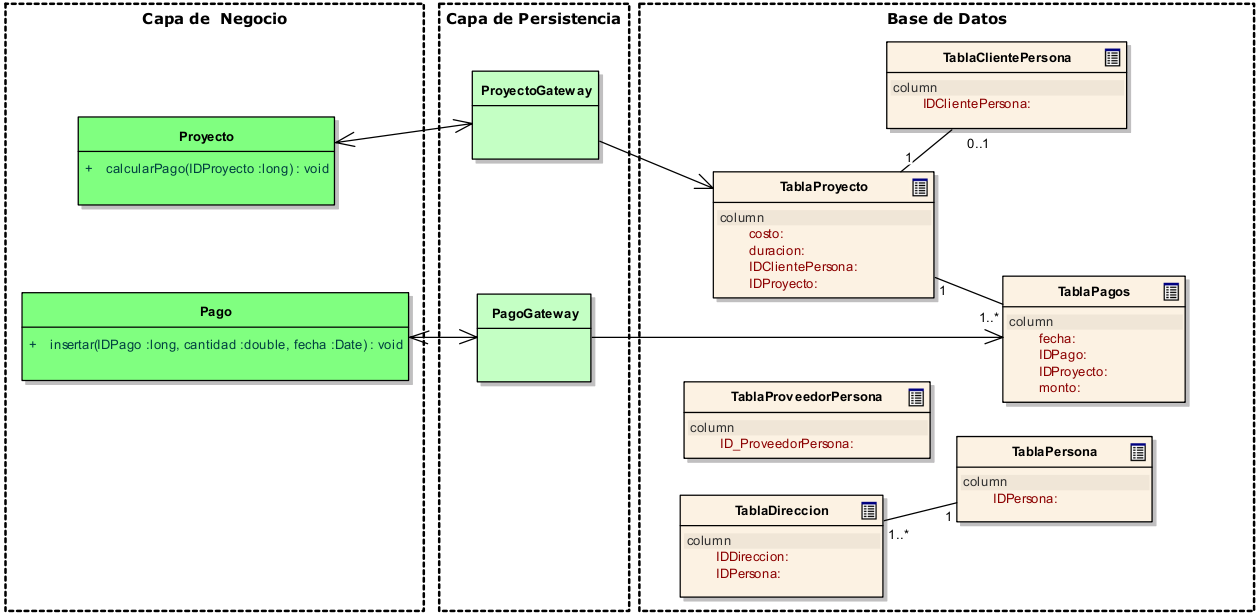 Capa de Negocio
Proyecto
+ calcularPago(IDProyecto :long) : void
Pago
+ insertar(IDPago :long, cantidad :double, fecha :Date) : void
Capa de Persistencia
ProyectoGateway
PagoGateway
Base de Datos
TablaClientePersona
column
IDClientePersona:
0..1
1
TablaProyecto
column
costo:
duracion:
IDClientePersona:
IDProyecto:
1
1..*
TablaPagos
column
fecha:
IDPago:
IDProyecto:
monto:
TablaProveedorPersona
column
ID_ProveedorPersona:
TablaPersona
column
IDPersona:
1
1..*
TablaDireccion
column
IDDireccion:
IDPersona: